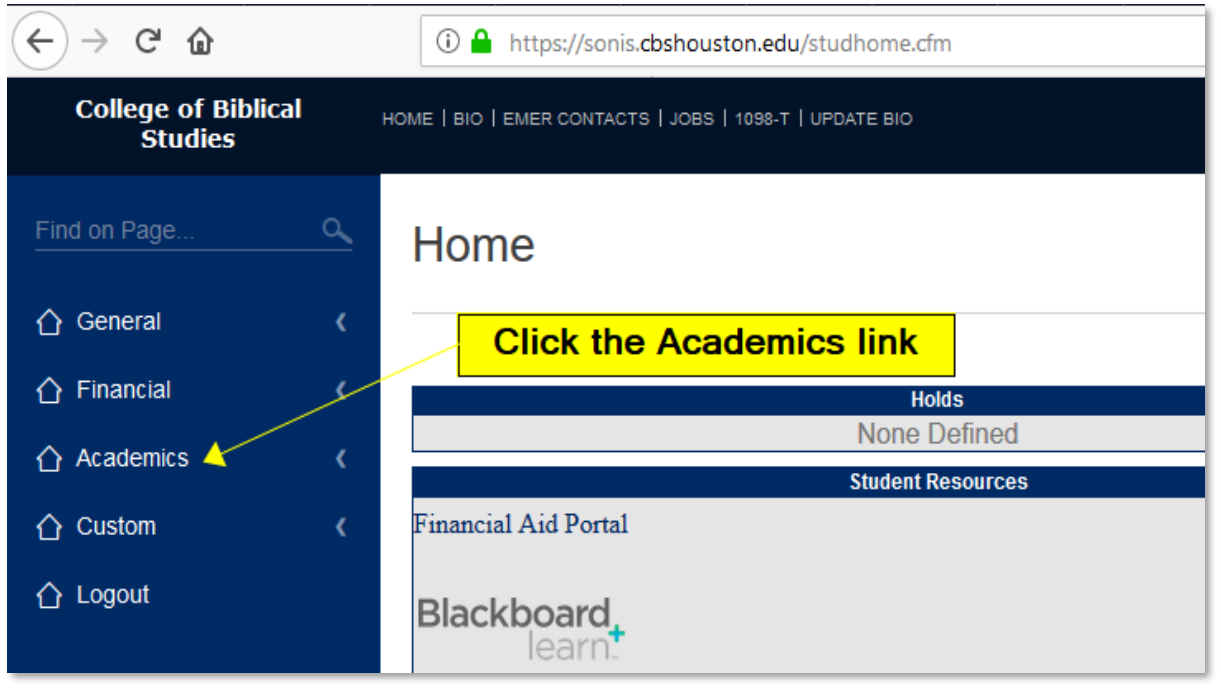 https://sonis.cbshouston.edu/studhome.cfm
College of Biblical
Studies
HOME | BIO | EMER CONTACTS | JOBS | 1098-T | UPDATE BIO
Find on Page...
General
Financial
Academics
Custom
Logout
Home
Click the Academics link
Holds
None Defined
Student Resources
Financial Aid Portal
Blackboard
learn™